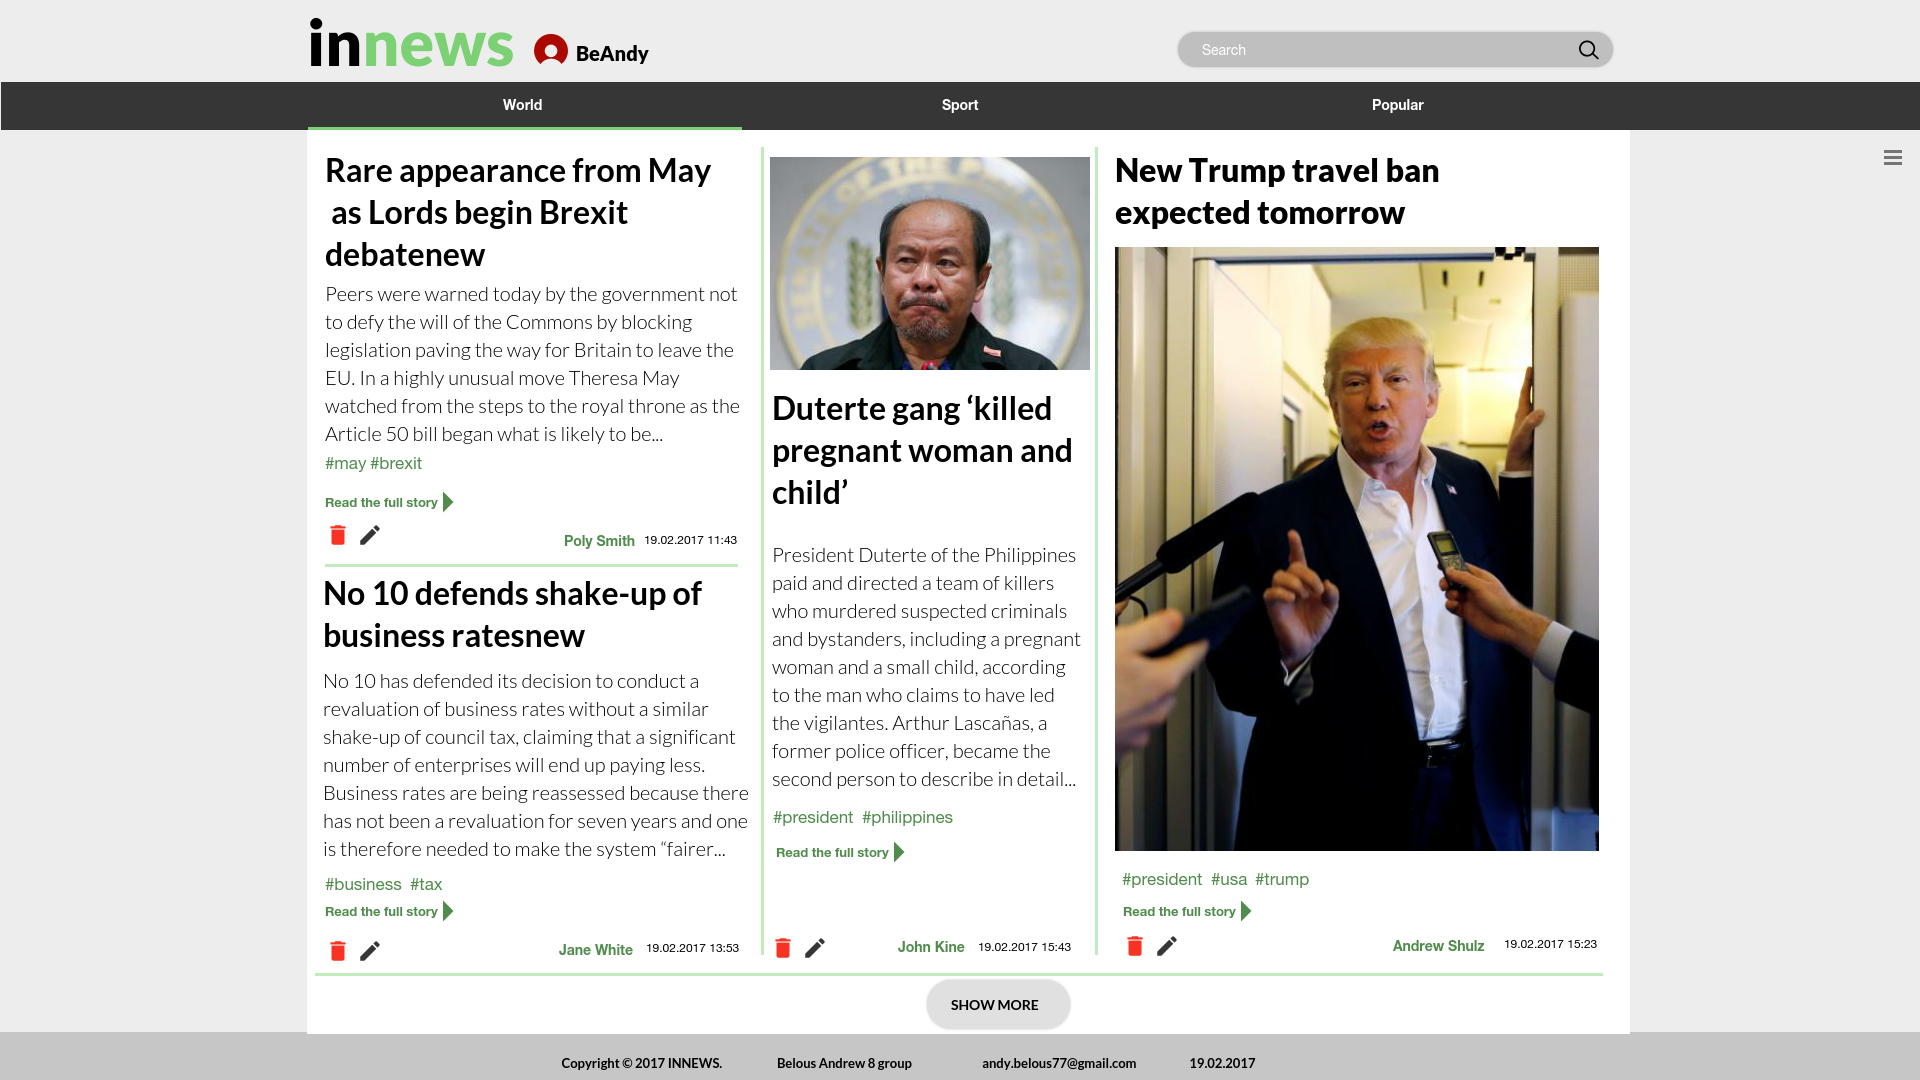 innews
BeAndy
Search
World
Sport
Popular
Rare appearance from May
as Lords begin Brexit
debatenew
Peers were warned today by the government not
to defy the will of the Commons by blocking
legislation paving the way for Britain to leave the
EU. In a highly unusual move Theresa May
watched from the steps to the royal throne as the
Article 50 bill began what is likely to be...
#may #brexit
Read the full story
Poly Smith 19.02.2017 11:43
No 10 defends shake-up of
business ratesnew
No 10 has defended its decision to conduct a
revaluation of business rates without a similar
shake-up of council tax, claiming that a significant
number of enterprises will end up paying less.
Business rates are being reassessed because there
has not been a revaluation for seven years and one
is therefore needed to make the system “fairer...
#business #tax
Read the full story
Jane White 19.02.2017 13:53
Duterte gang ‘killed
pregnant woman and
child’
President Duterte of the Philippines
paid and directed a team of killers
who murdered suspected criminals
and bystanders, including a pregnant
woman and a small child, according
to the man who claims to have led
the vigilantes. Arthur Lascañas, a
former police officer, became the
second person to describe in detail...
#president #philippines
Read the full story
John Kine 19.02.2017 15:43
New Trump travel ban
expected tomorrow
#president #usa #trump
Read the full story
Andrew Shulz 19.02.2017 15:23
SHOW MORE
Copyright © 2017 INNEWS. Belous Andrew 8 group andy.belous77@gmail.com 19.02.2017